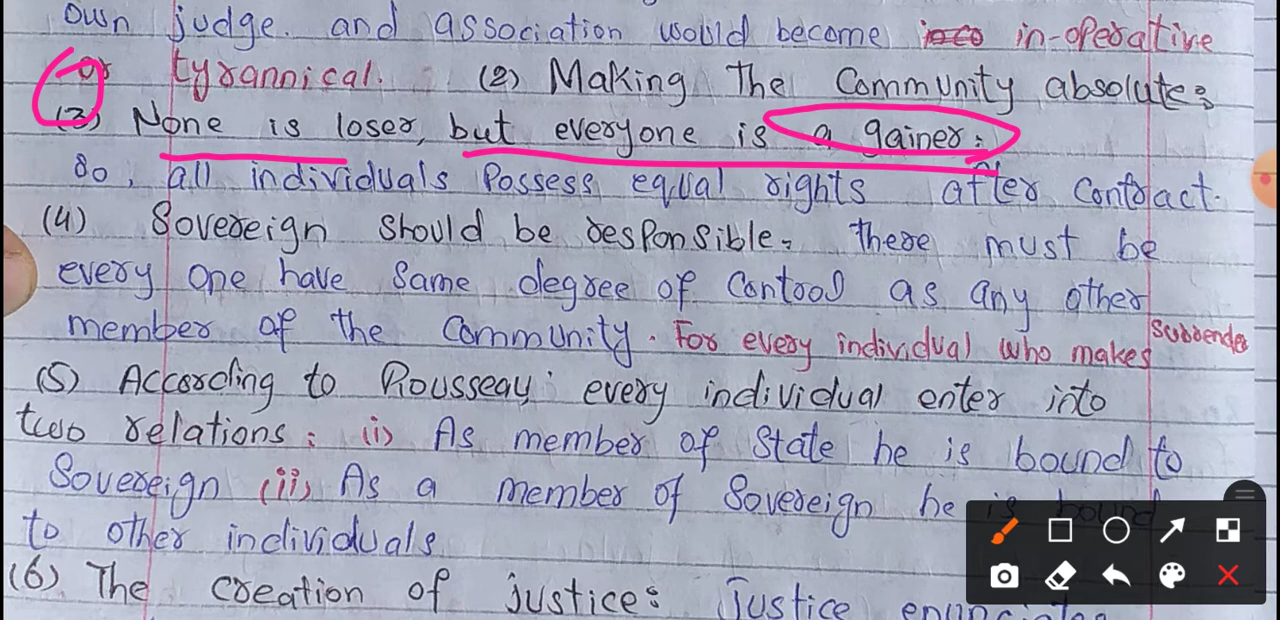 own judge. and association would become in-operative
or tyrannical. (2) Making The Community absolute:
(3) None is loser, but everyone is a gainer:
So, all individuals Possess equal rights after Contract.
(4) Sovereign should be responsible: there must be
every one have same degree of Control as any other
member of the Community. For every individual who makes Surrender
(5) According to Rousseau: every individual enter into
two relations: (i) As member of State he is bound to
Sovereign (ii) As a member of Sovereign he is bound
to other individuals
(6) The creation of justice: Justice